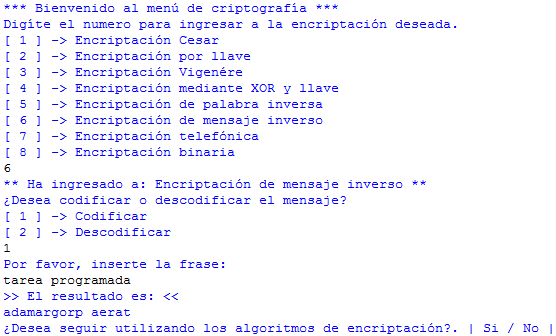 *** Bienvenido al menú de criptografía ***
Digíte el numero para ingresar a la encriptación deseada.
[ 1 ] -> Encriptación Cesar
[ 2 ] -> Encriptación por llave
[ 3 ] -> Encriptación Vigenére
[ 4 ] -> Encriptación mediante XOR y llave
[ 5 ] -> Encriptación de palabra inversa
[ 6 ] -> Encriptación de mensaje inverso
[ 7 ] -> Encriptación telefónica
[ 8 ] -> Encriptación binaria
6
** Ha ingresado a: Encriptación de mensaje inverso **
¿Desea codificar o descodificar el mensaje?
[ 1 ] -> Codificar
[ 2 ] -> Descodificar
1
Por favor, inserte la frase:
tarea programada
>> El resultado es: <<
adamargorp aerat
¿Desea seguir utilizando los algoritmos de encriptación?. | Si / No |